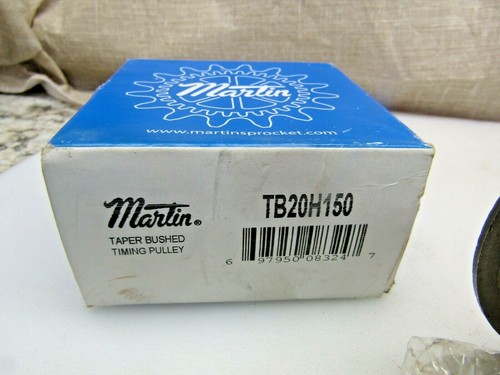 Martin
www.martinsprocket.com
Martin®
TAPER BUSHED
TIMING PULLEY
TB20H150
6 97950 08324 7